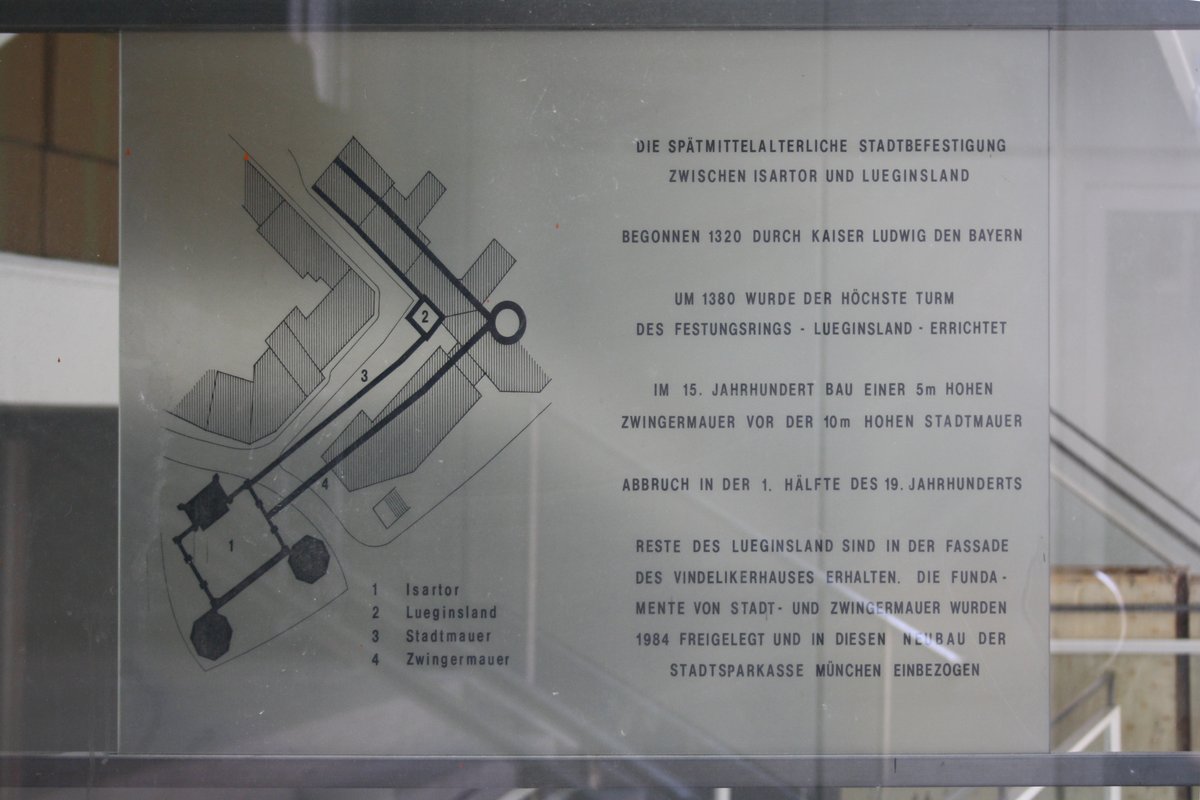 DIE SPÄTMITTELALTERLICHE STADTBEFESTIGUNG
ZWISCHEN ISARTOR UND LUEGINSLAND
BEGONNEN 1320 DURCH KAISER LUDWIG DEN BAYERN
UM 1380 WURDE DER HÖCHSTE TURM
DES FESTUNGSRINGS - LUEGINSLAND - ERRICHTET
IM 15. JAHRHUNDERT BAU EINER 5m HOHEN
ZWINGERMAUER VOR DER 10m HOHEN STADTMAUER
ABBRUCH IN DER 1. HÄLFTE DES 19. JAHRHUNDERTS
RESTE DES LUEGINSLAND SIND IN DER FASSADE
DES VINDELIKERHAUSES ERHALTEN. DIE FUNDA-
MENTE VON STADT- UND ZWINGERMAUER WURDEN
1984 FREIGELEGT UND IN DIESEN NEUBAU DER
STADTSPARKASSE MÜNCHEN EINBEZOGEN
2
3
4
1
1 Isartor
2 Lueginsland
3 Stadtmauer
4 Zwingermauer